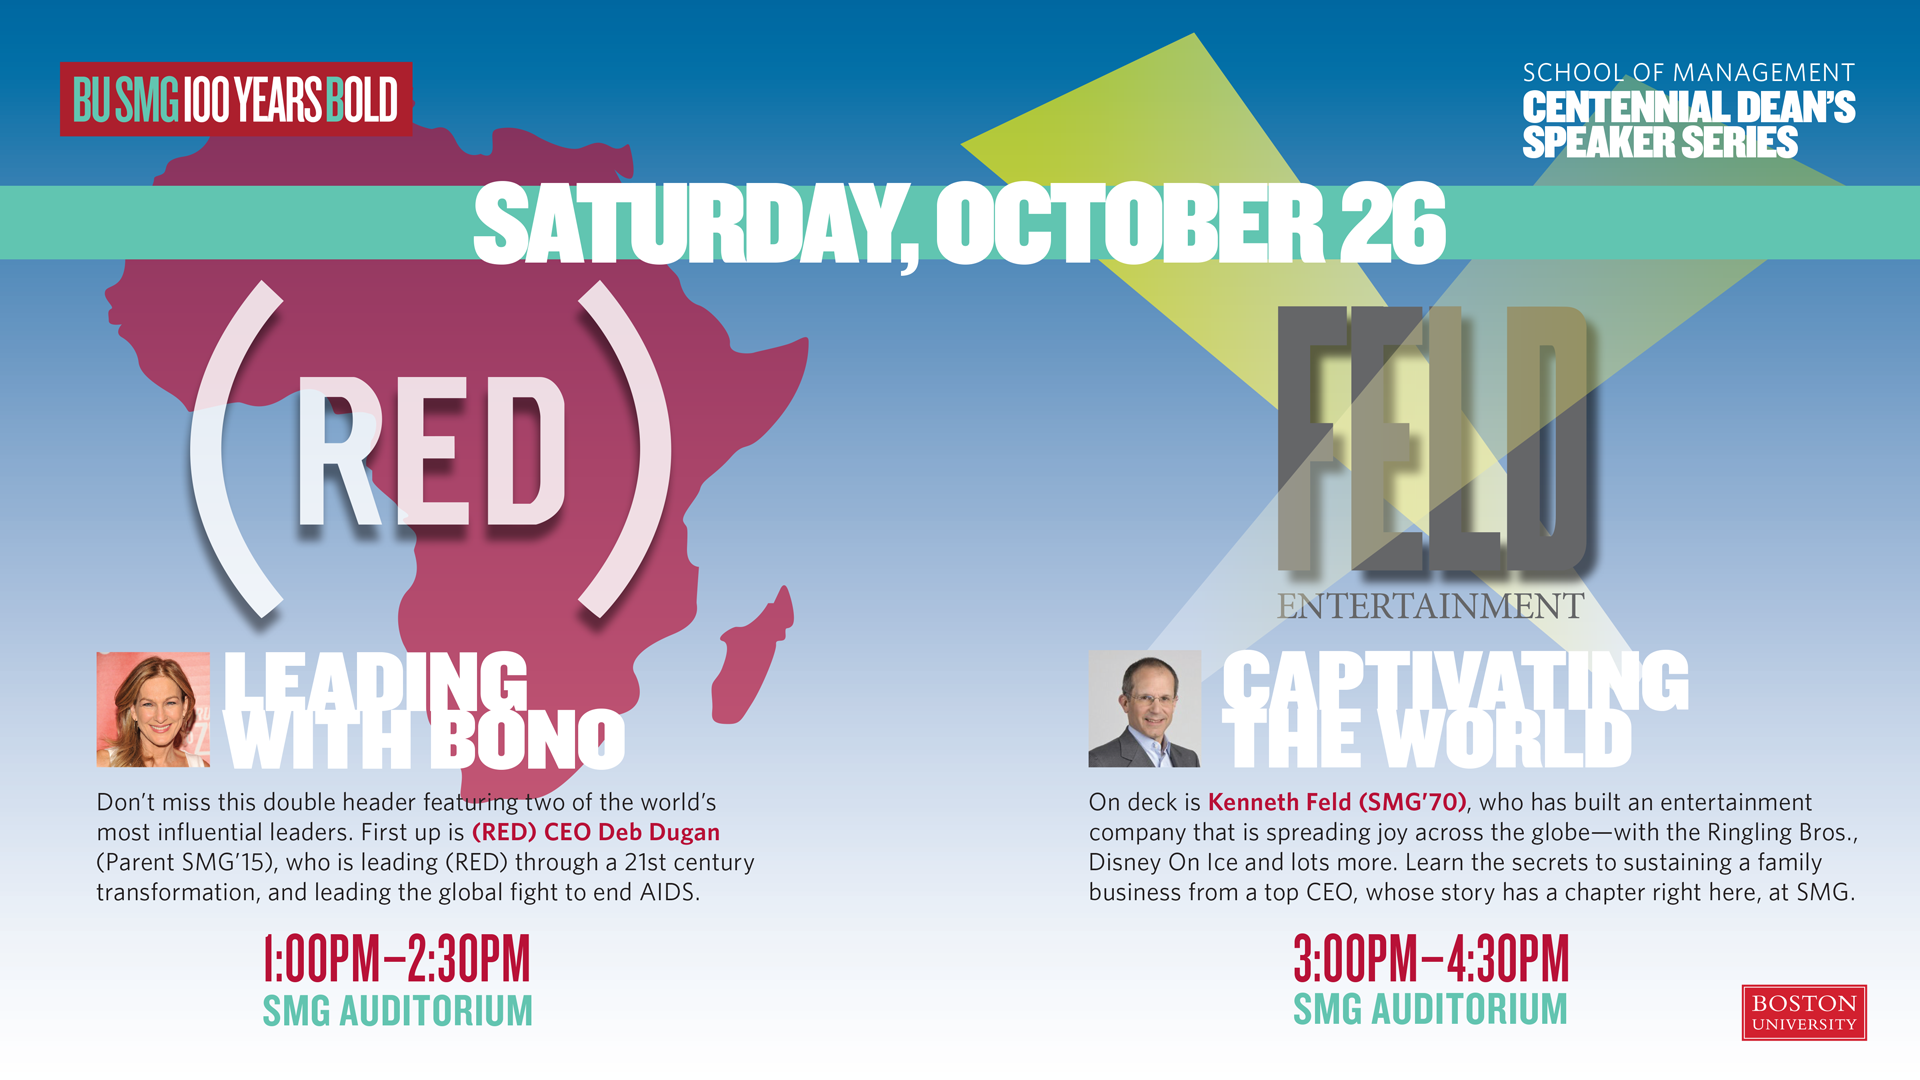 BU SMG 100 YEARS BOLD
SCHOOL OF MANAGEMENT
CENTENNIAL DEAN'S
SPEAKER SERIES
SATURDAY, OCTOBER 26
(RED)
LEADING
WITH BONO
Don't miss this double header featuring two of the world's
most influential leaders. First up is (RED) CEO Deb Dugan
(Parent SMG'15), who is leading (RED) through a 21st century
transformation, and leading the global fight to end AIDS.
1:00PM–2:30PM
SMG AUDITORIUM
FELD
ENTERTAINMENT
CAPTIVATING
THE WORLD
On deck is Kenneth Feld (SMG'70), who has built an entertainment
company that is spreading joy across the globe—with the Ringling Bros.,
Disney On Ice and lots more. Learn the secrets to sustaining a family
business from a top CEO, whose story has a chapter right here, at SMG.
3:00PM–4:30PM
SMG AUDITORIUM
BOSTON
UNIVERSITY